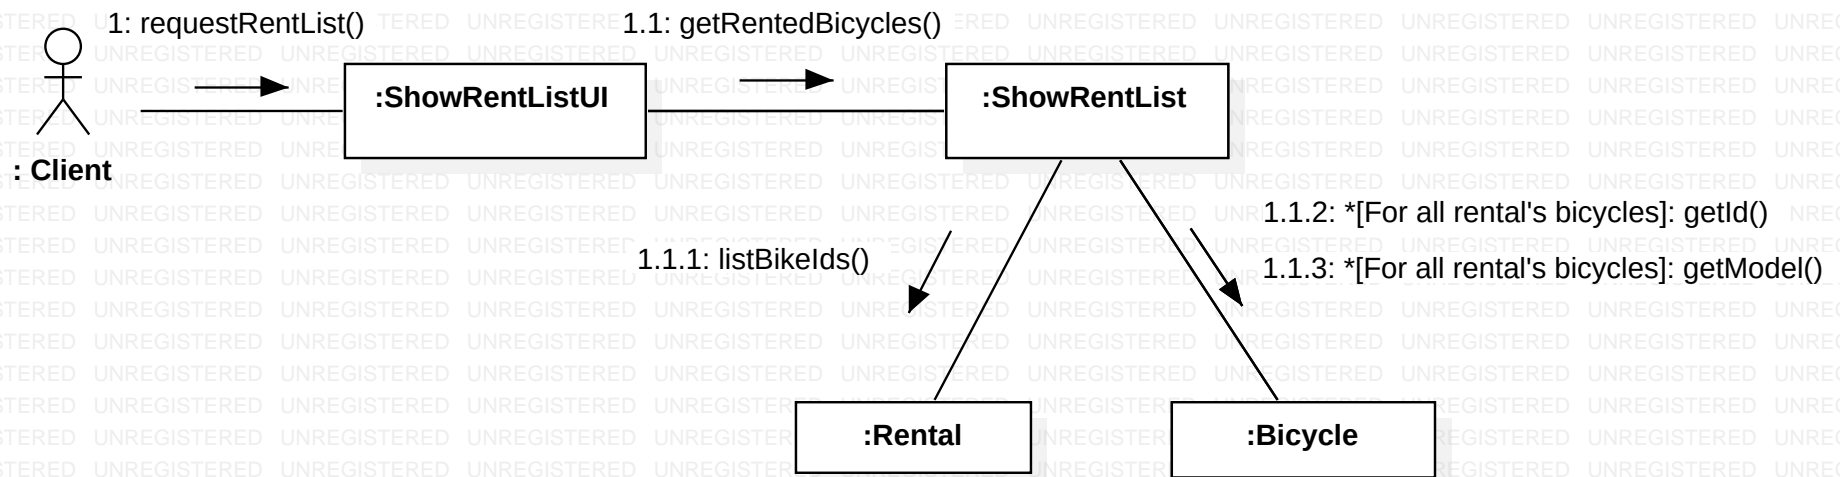 1: requestRentList()
1.1: getRentedBicycles()
:ShowRentListUI
:ShowRentList
: Client
1.1.2: *[For all rental's bicycles]: getId()
1.1.1: listBikeIds()
1.1.3: *[For all rental's bicycles]: getModel()
:Rental
:Bicycle
UNREGISTERED